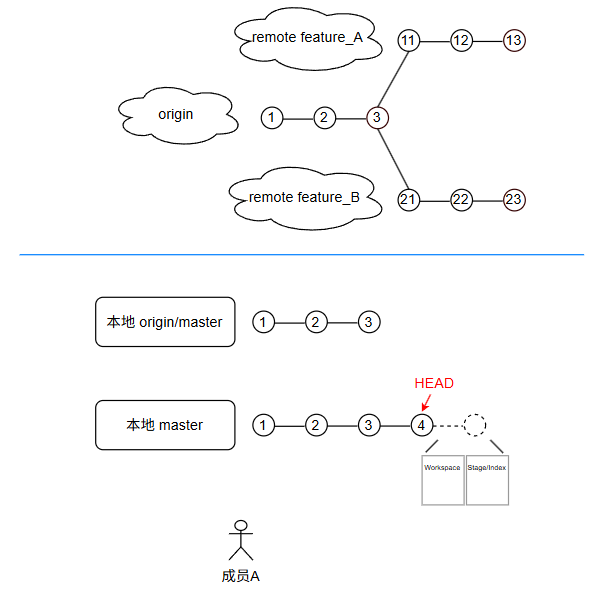 remote feature_A
11 12 13
origin
1 2 3
remote feature_B
21 22 23
本地 origin/master
1 2 3
HEAD
本地 master
1 2 3 4
Workspace
Stage/Index
成员A